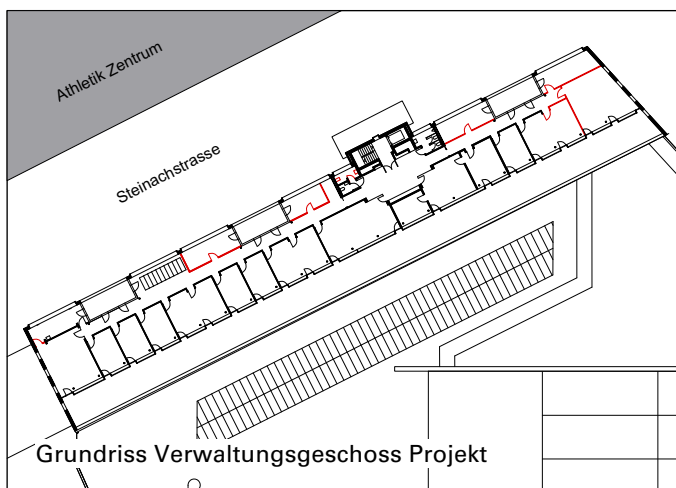 Athletik Zentrum
Steinachstrasse
Grundriss Verwaltungsgeschoss Projekt